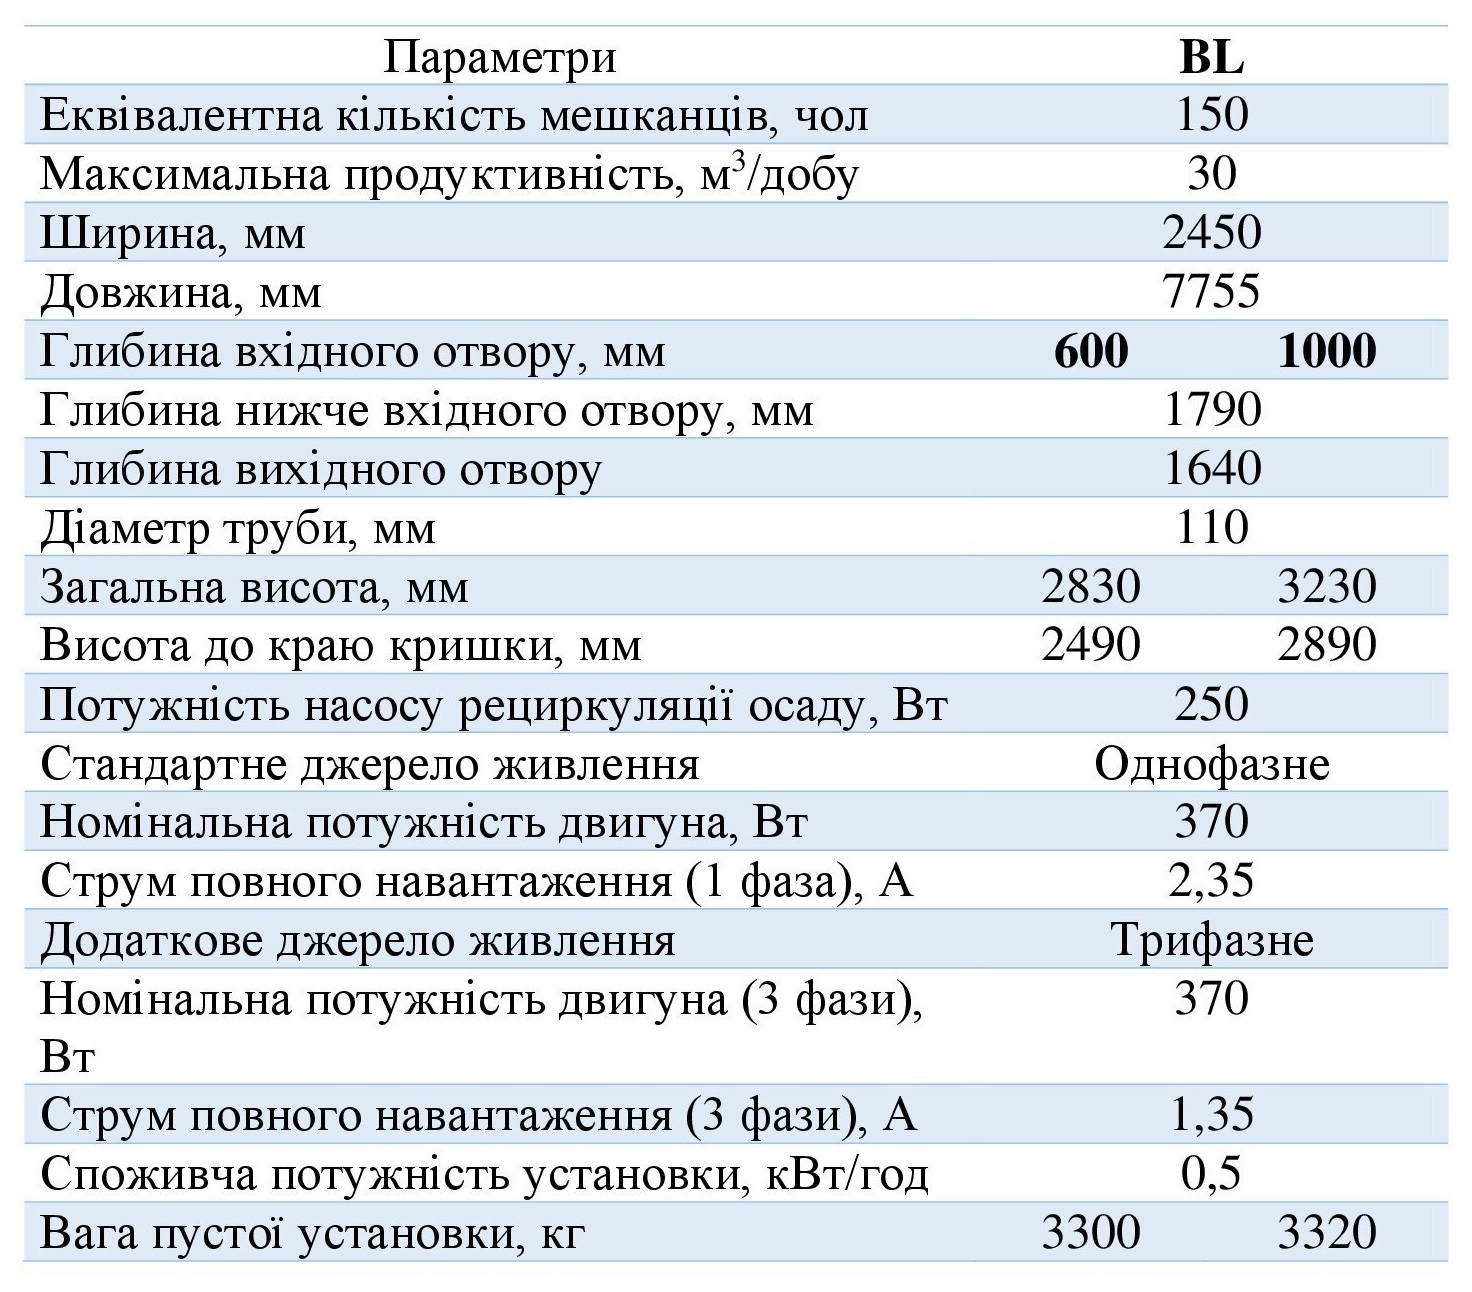 Параметри BL
Еквівалентна кількість мешканців, чол 150
Максимальна продуктивність, м³/добу 30
Ширина, мм 2450
Довжина, мм 7755
Глибина вхідного отвору, мм 600 1000
Глибина нижче вхідного отвору, мм 1790
Глибина вихідного отвору 1640
Діаметр труби, мм 110
Загальна висота, мм 2830 3230
Висота до краю кришки, мм 2490 2890
Потужність насосу рециркуляції осаду, Вт 250
Стандартне джерело живлення Однофазне
Номінальна потужність двигуна, Вт 370
Струм повного навантаження (1 фаза), А 2,35
Додаткове джерело живлення Трифазне
Номінальна потужність двигуна (3 фази), 370
Вт
Струм повного навантаження (3 фази), А 1,35
Споживча потужність установки, кВт/год 0,5
Вага пустої установки, кг 3300 3320